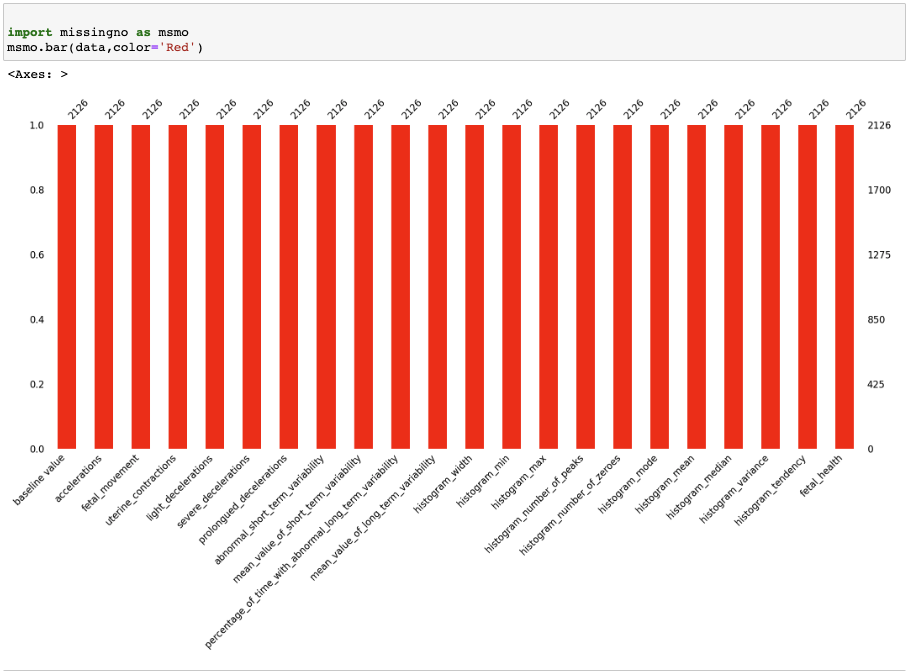 import missingno as msmo
msmo.bar(data,color='Red')
<Axes: >
2126 2126 2126 2126 2126 2126 2126 2126 2126 2126 2126 2126 2126 2126 2126 2126 2126 2126 2126 2126 2126 2126
1.0 2126
0.8 1700
0.6 1275
0.4 850
0.2 425
0.0 0
baseline value
accelerations
fetal_movement
uterine_contractions
light_decelerations
severe_decelerations
prolongued_decelerations
abnormal_short_term_variability
mean_value_of_short_term_variability
percentage_of_time_with_abnormal_long_term_variability
mean_value_of_long_term_variability
histogram_width
histogram_min
histogram_max
histogram_number_of_peaks
histogram_number_of_zeroes
histogram_mode
histogram_mean
histogram_median
histogram_variance
histogram_tendency
fetal_health